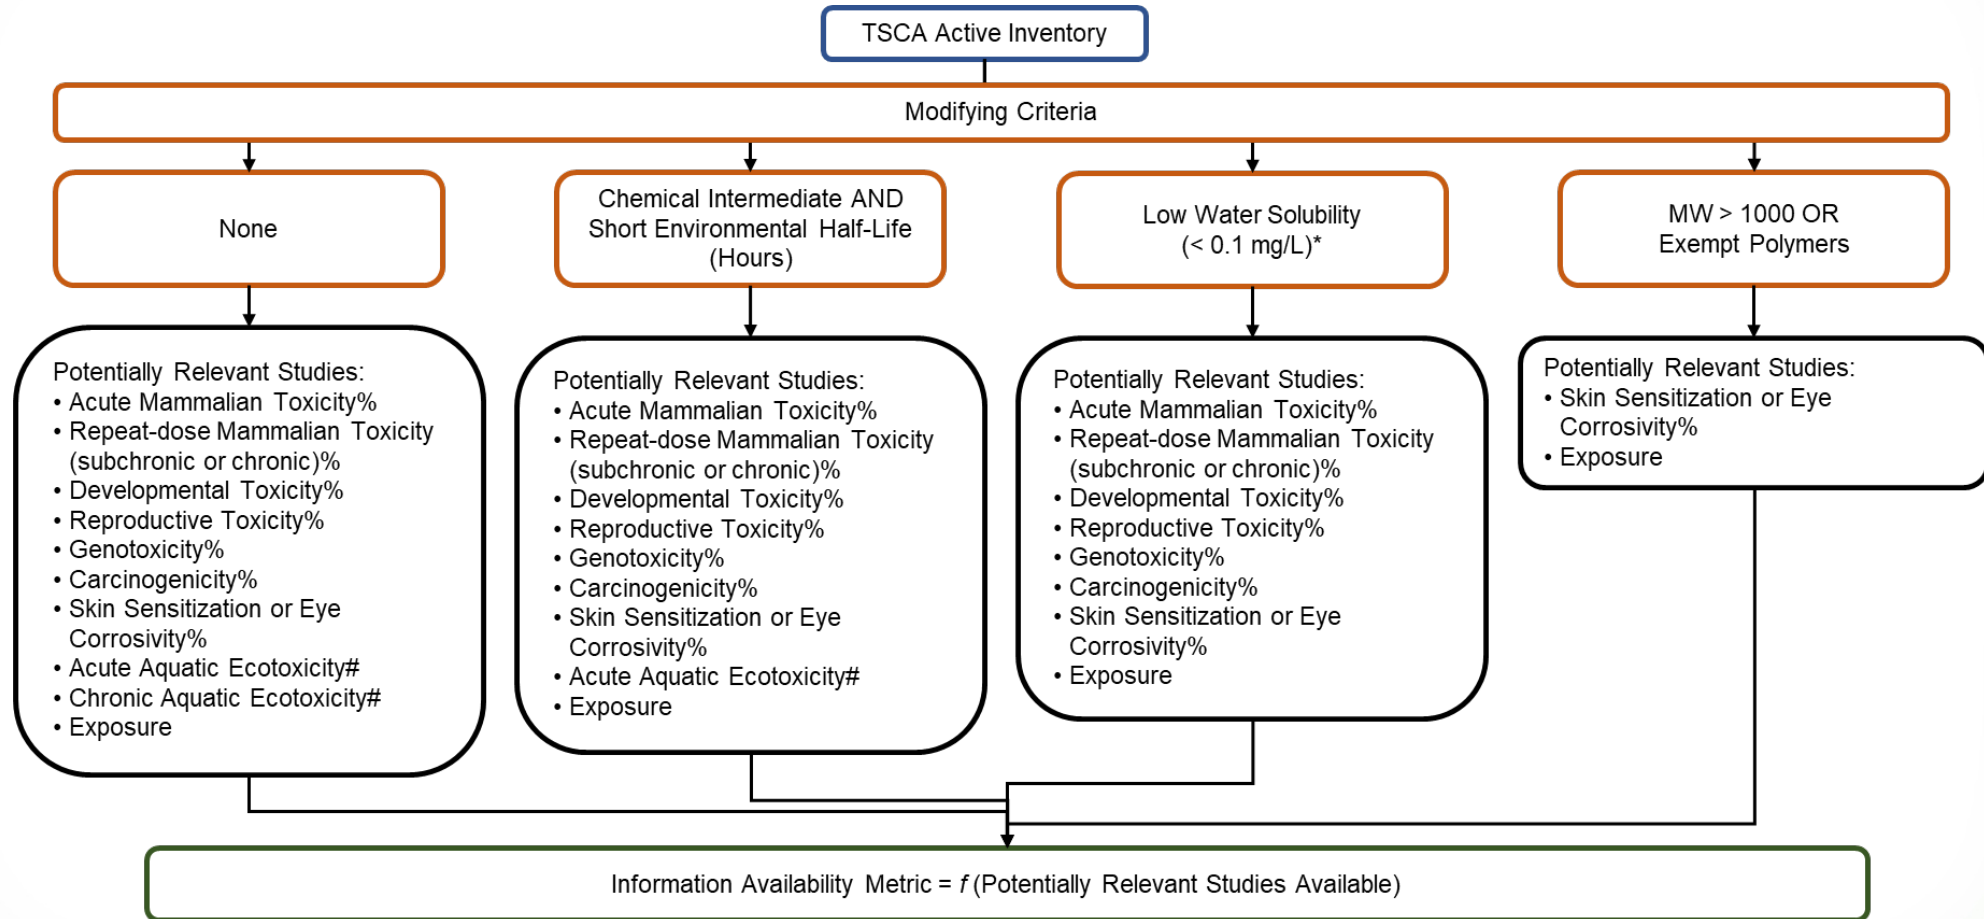 TSCA Active Inventory
Modifying Criteria
None
Chemical Intermediate AND
Short Environmental Half-Life
(Hours)
Low Water Solubility
(< 0.1 mg/L)*
MW > 1000 OR
Exempt Polymers
Potentially Relevant Studies:
• Acute Mammalian Toxicity%
• Repeat-dose Mammalian Toxicity
(subchronic or chronic)%
• Developmental Toxicity%
• Reproductive Toxicity%
• Genotoxicity%
• Carcinogenicity%
• Skin Sensitization or Eye
Corrosivity%
• Acute Aquatic Ecotoxicity#
• Chronic Aquatic Ecotoxicity#
• Exposure
Potentially Relevant Studies:
• Acute Mammalian Toxicity%
• Repeat-dose Mammalian Toxicity
(subchronic or chronic)%
• Developmental Toxicity%
• Reproductive Toxicity%
• Genotoxicity%
• Carcinogenicity%
• Skin Sensitization or Eye
Corrosivity%
• Acute Aquatic Ecotoxicity#
• Exposure
Potentially Relevant Studies:
• Acute Mammalian Toxicity%
• Repeat-dose Mammalian Toxicity
(subchronic or chronic)%
• Developmental Toxicity%
• Reproductive Toxicity%
• Genotoxicity%
• Carcinogenicity%
• Skin Sensitization or Eye
Corrosivity%
• Exposure
Potentially Relevant Studies:
• Skin Sensitization or Eye
Corrosivity%
• Exposure
Information Availability Metric = f (Potentially Relevant Studies Available)